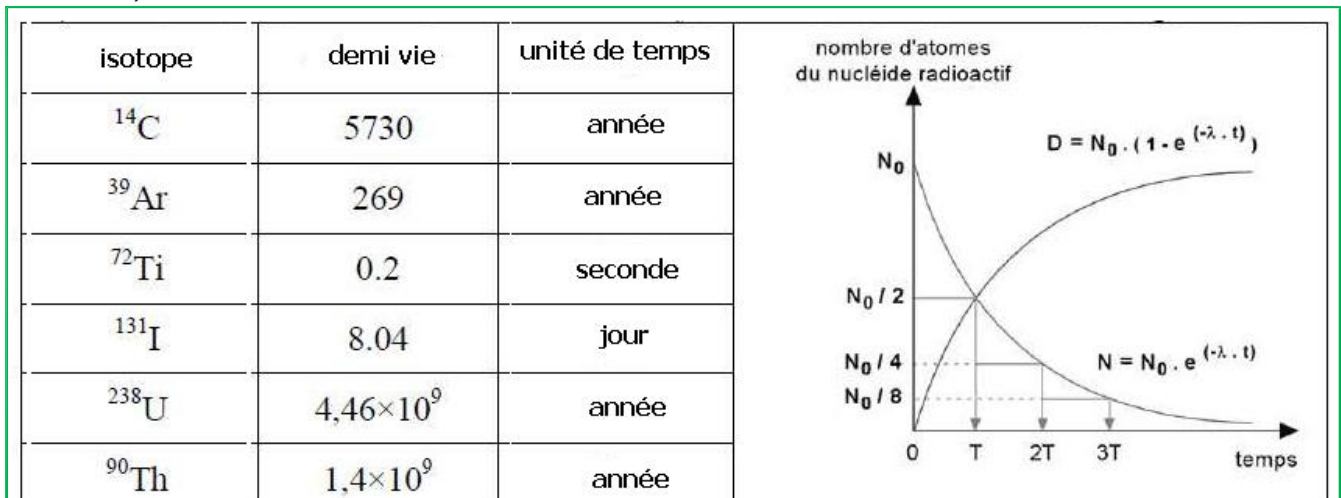 isotope demi vie unité de temps
¹⁴C 5730 année
³⁹Ar 269 année
⁷²Ti 0.2 seconde
¹³¹I 8.04 jour
²³⁸U 4,46×10⁹ année
⁹⁰Th 1,4×10⁹ année
nombre d'atomes
du nucléide radioactif
D = N₀ . ( 1 - e ^(-λ . t) )
N₀
N₀ / 2
N₀ / 4
N = N₀ . e ^(-λ . t)
N₀ / 8
0 T 2T 3T temps